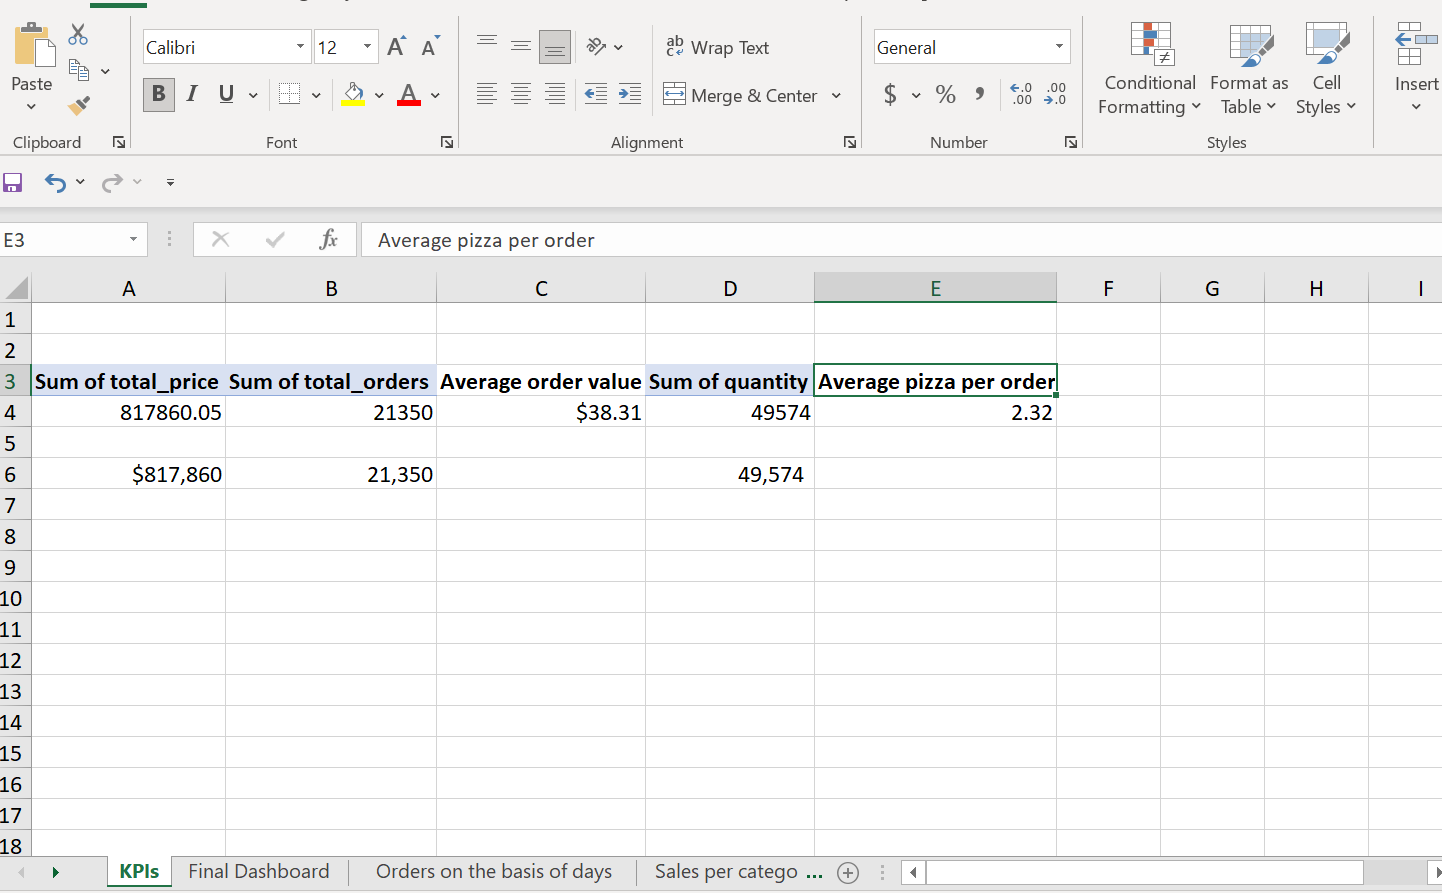 Calibri 12 A A ab Wrap Text General
Paste B I U A Merge & Center $ % Conditional Formatting Format as Table Cell Styles Insert
Clipboard Font Alignment Number Styles
E3 fx Average pizza per order
A B C D E F G H I
1
2
3 Sum of total_price Sum of total_orders Average order value Sum of quantity Average pizza per order
4 817860.05 21350 $38.31 49574 2.32
5
6 $817,860 21,350 49,574
7
8
9
10
11
12
13
14
15
16
17
18
KPIs Final Dashboard Orders on the basis of days Sales per catego ...